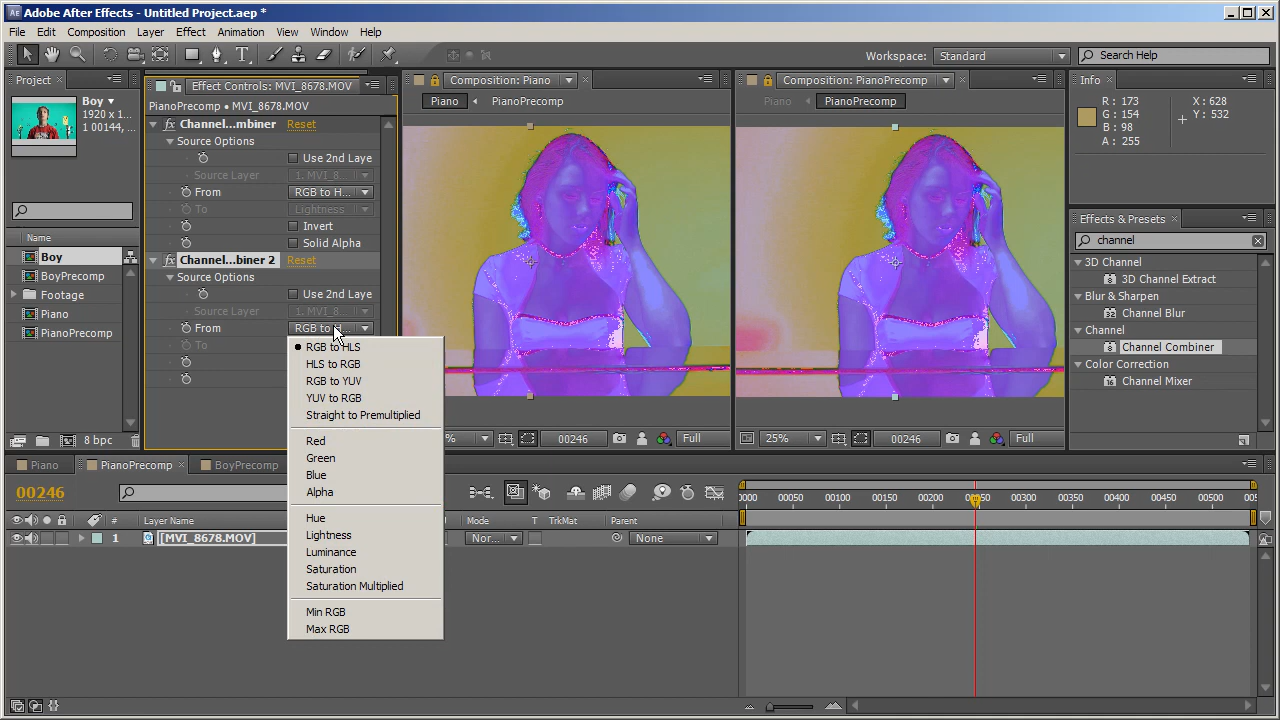 Adobe After Effects - Untitled Project.aep *
File Edit Composition Layer Effect Animation View Window Help
Workspace: Standard Search Help
Project
Boy
1920 x 1...
1 00144, ...
Name
Boy
BoyPrecomp
Footage
Piano
PianoPrecomp
8 bpc
Effect Controls: MVI_8678.MOV
PianoPrecomp • MVI_8678.MOV
fx Channel...mbiner Reset
Source Options
Use 2nd Laye
Source Layer 1. MVI_8...
From RGB to H...
To Lightness
Invert
Solid Alpha
fx Channel...biner 2 Reset
Source Options
Use 2nd Laye
Source Layer 1. MVI_8...
From RGB to H...
To
RGB to HLS
HLS to RGB
RGB to YUV
YUV to RGB
Straight to Premultiplied
Red
Green
Blue
Alpha
Hue
Lightness
Luminance
Saturation
Saturation Multiplied
Min RGB
Max RGB
Composition: Piano
Piano PianoPrecomp
% 00246 Full
Composition: PianoPrecomp
Piano PianoPrecomp
25% 00246 Full
Info
R: 173 X: 628
G: 154 Y: 532
B: 98
A: 255
Effects & Presets
channel
3D Channel
3D Channel Extract
Blur & Sharpen
Channel Blur
Channel
Channel Combiner
Color Correction
Channel Mixer
Piano PianoPrecomp BoyPrecomp
00246
0000 00050 00100 00150 00200 00250 00300 00350 00400 00450 00500 005
# Layer Name Mode T TrkMat Parent
1 [MVI_8678.MOV] Nor... None